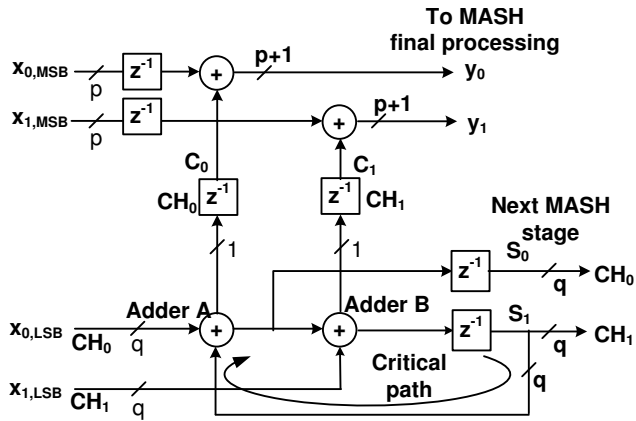 To MASH
final processing
x0,MSB
p
z-1
+
p+1
y0
x1,MSB
p
z-1
+
p+1
y1
C0
C1
CH0
z-1
z-1
CH1
1
1
Next MASH
stage
S0
z-1
q
CH0
Adder A
Adder B
x0,LSB
CH0
q
+
+
z-1
S1
q
CH1
Critical
path
q
x1,LSB
CH1
q